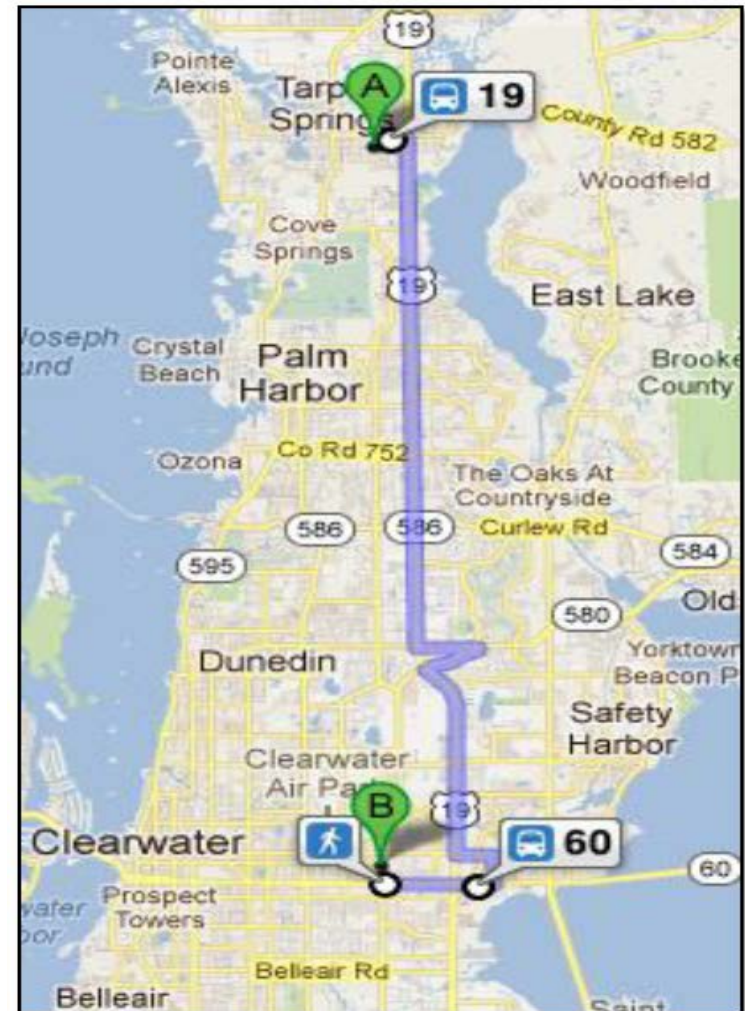 19
Pointe
Alexis
Tarp
Springs
A
19
County Rd 582
Woodfield
Cove
Springs
19
East Lake
Joseph
Crystal
Beach
Palm
Harbor
Brooke
County
Co Rd 752
Ozona
The Oaks At
Countryside
586
586
Curlew Rd
595
584
580
Old
Dunedin
Yorktown
Beacon P
Safety
Harbor
Clearwater
Air Pa
B
19
Clearwater
60
60
Prospect
Towers
Belleair Rd
Belleair
Saint